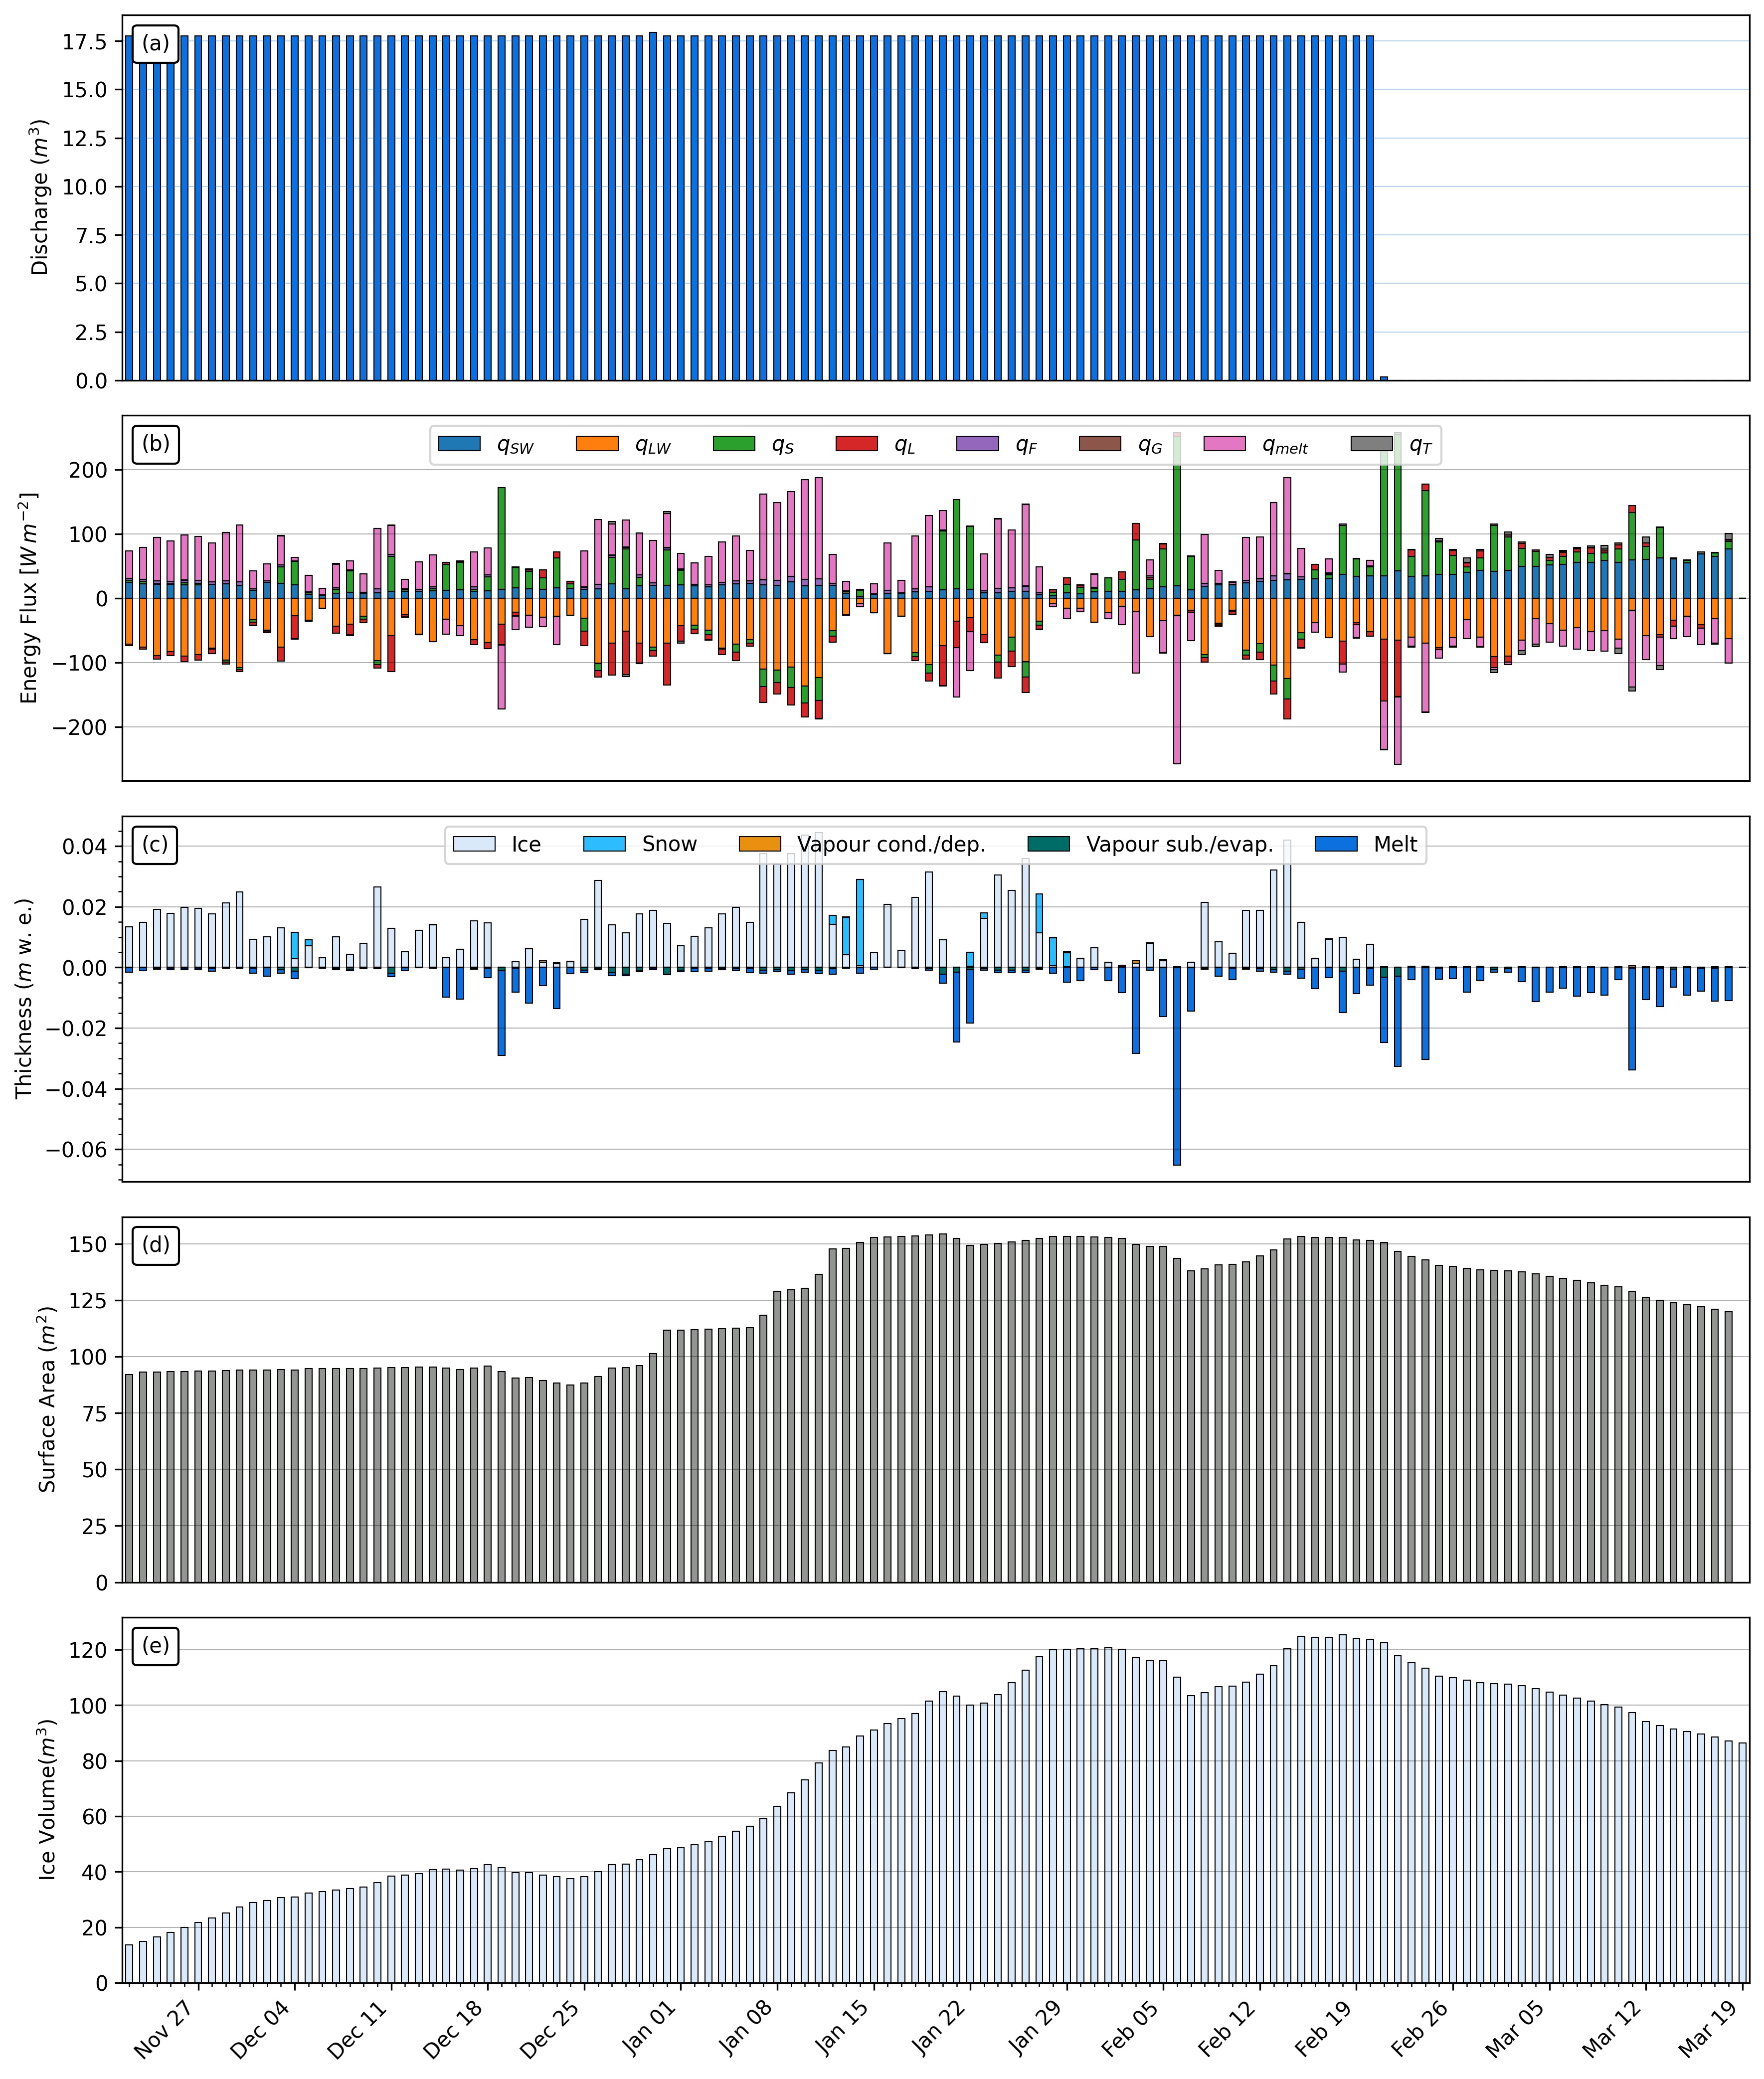 (a)
17.5
15.0
12.5
10.0
7.5
5.0
2.5
0.0
Discharge (m³)
(b)
q_SW q_LW q_S q_L q_F q_G q_melt q_T
200
100
0
−100
−200
Energy Flux [W m⁻²]
(c)
Ice Snow Vapour cond./dep. Vapour sub./evap. Melt
0.04
0.02
0.00
−0.02
−0.04
−0.06
Thickness (m w. e.)
(d)
150
125
100
75
50
25
0
Surface Area (m²)
(e)
120
100
80
60
40
20
0
Ice Volume(m³)
Nov 27 Dec 04 Dec 11 Dec 18 Dec 25 Jan 01 Jan 08 Jan 15 Jan 22 Jan 29 Feb 05 Feb 12 Feb 19 Feb 26 Mar 05 Mar 12 Mar 19